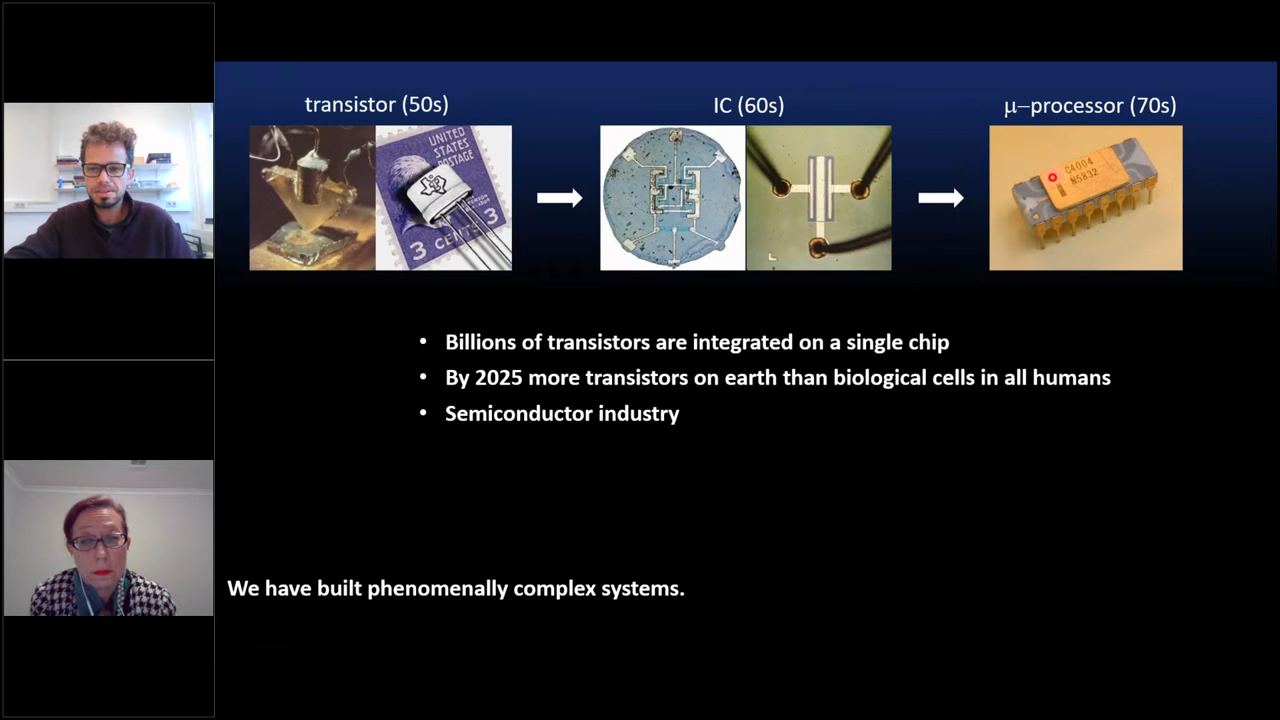 transistor (50s)
IC (60s)
μ–processor (70s)
UNITED
STATES
POSTAGE
3 CENTS 3
C4004
N5832
• Billions of transistors are integrated on a single chip
• By 2025 more transistors on earth than biological cells in all humans
• Semiconductor industry
We have built phenomenally complex systems.